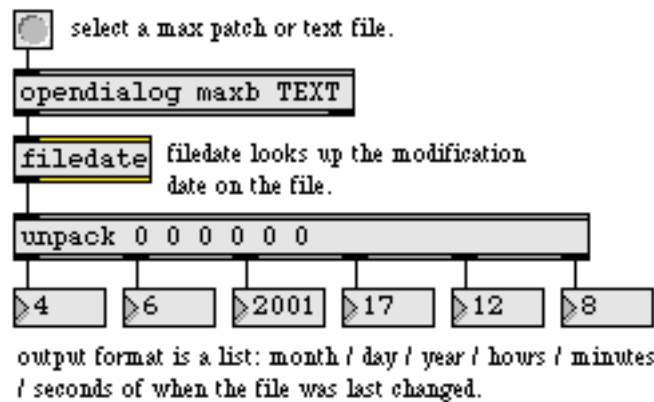 select a max patch or text file.
opendialog maxb TEXT
filedate
filedate looks up the modification
date on the file.
unpack 0 0 0 0 0 0
4 6 2001 17 12 8
output format is a list: month / day / year / hours / minutes
/ seconds of when the file was last changed.